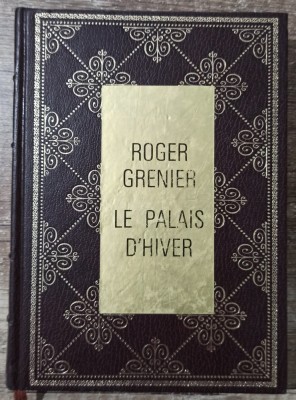 ROGER
GRENIER
LE PALAIS
D'HIVER